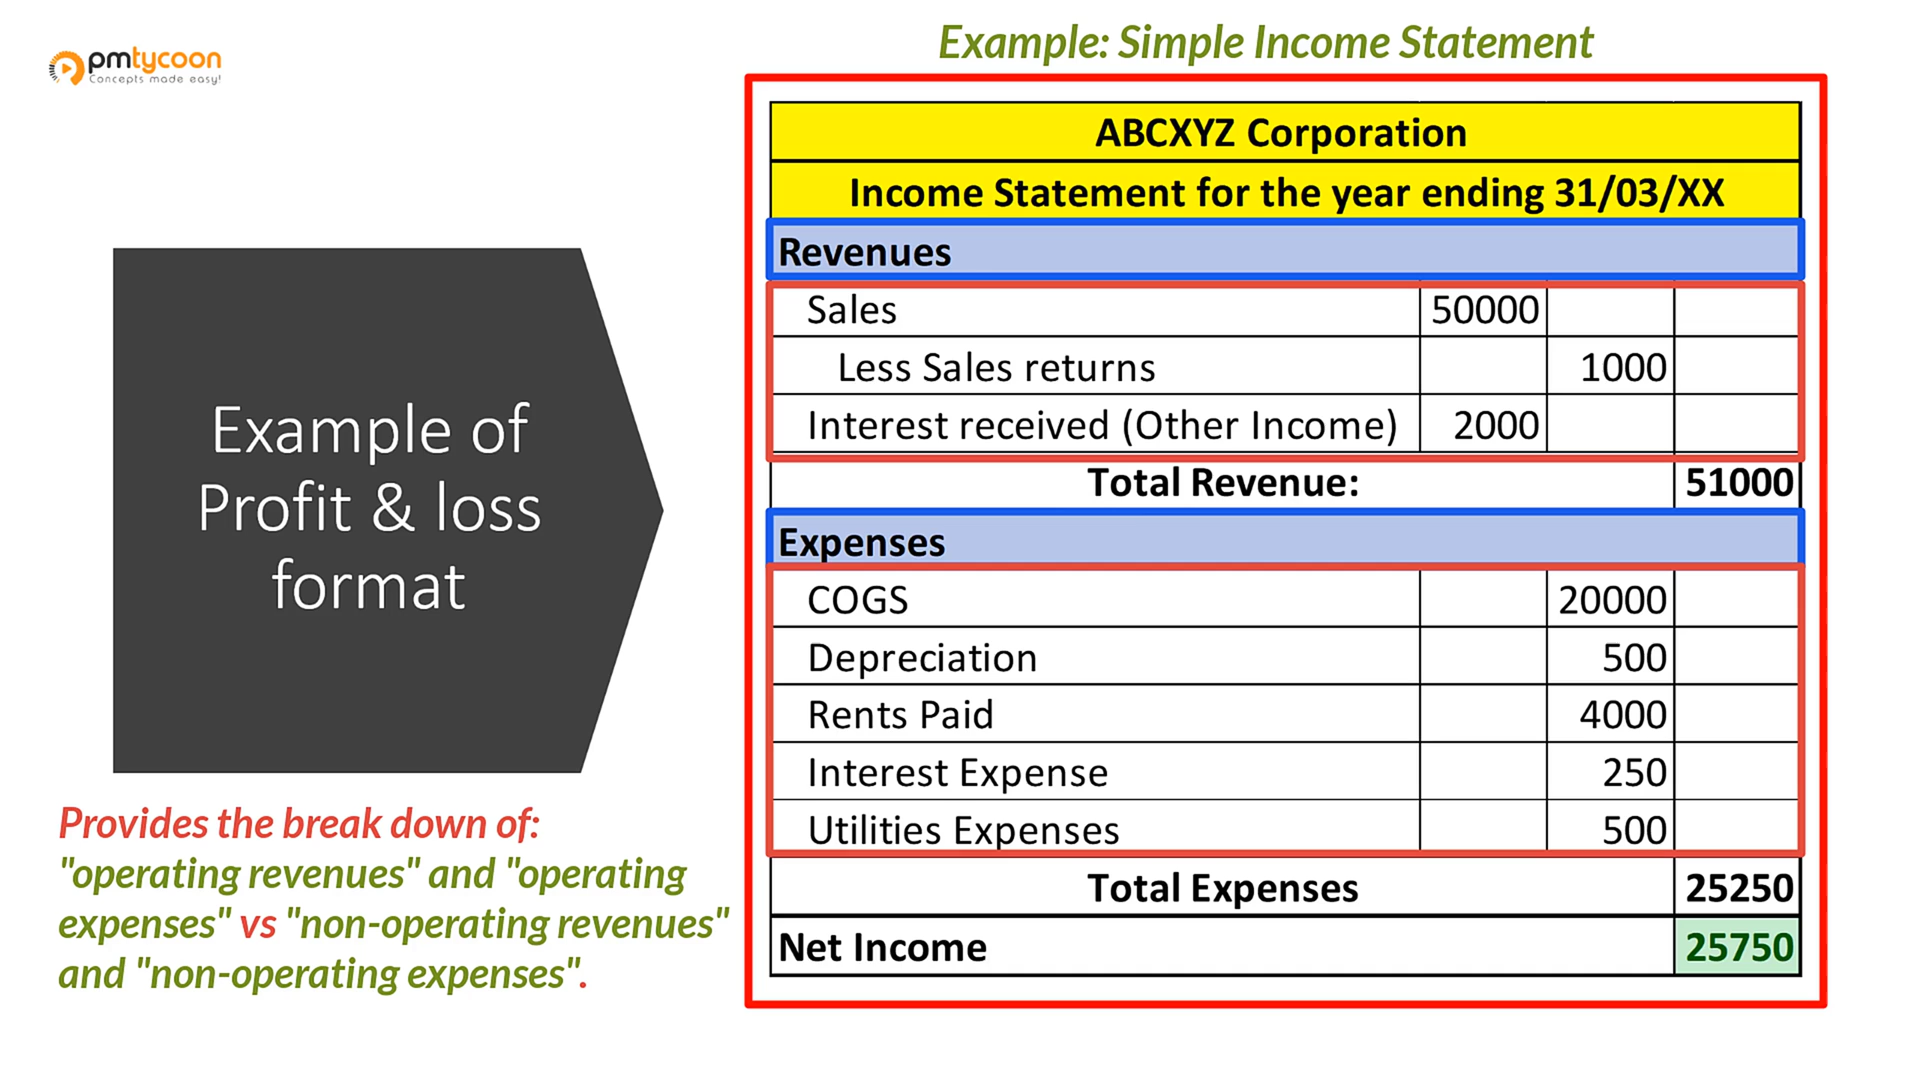 pmtycoon
Concepts made easy!
Example: Simple Income Statement
Example of
Profit & loss
format
Provides the break down of:
"operating revenues" and "operating
expenses" vs "non-operating revenues"
and "non-operating expenses".
ABCXYZ Corporation
Income Statement for the year ending 31/03/XX
Revenues
Sales 50000
Less Sales returns 1000
Interest received (Other Income) 2000
Total Revenue: 51000
Expenses
COGS 20000
Depreciation 500
Rents Paid 4000
Interest Expense 250
Utilities Expenses 500
Total Expenses 25250
Net Income 25750